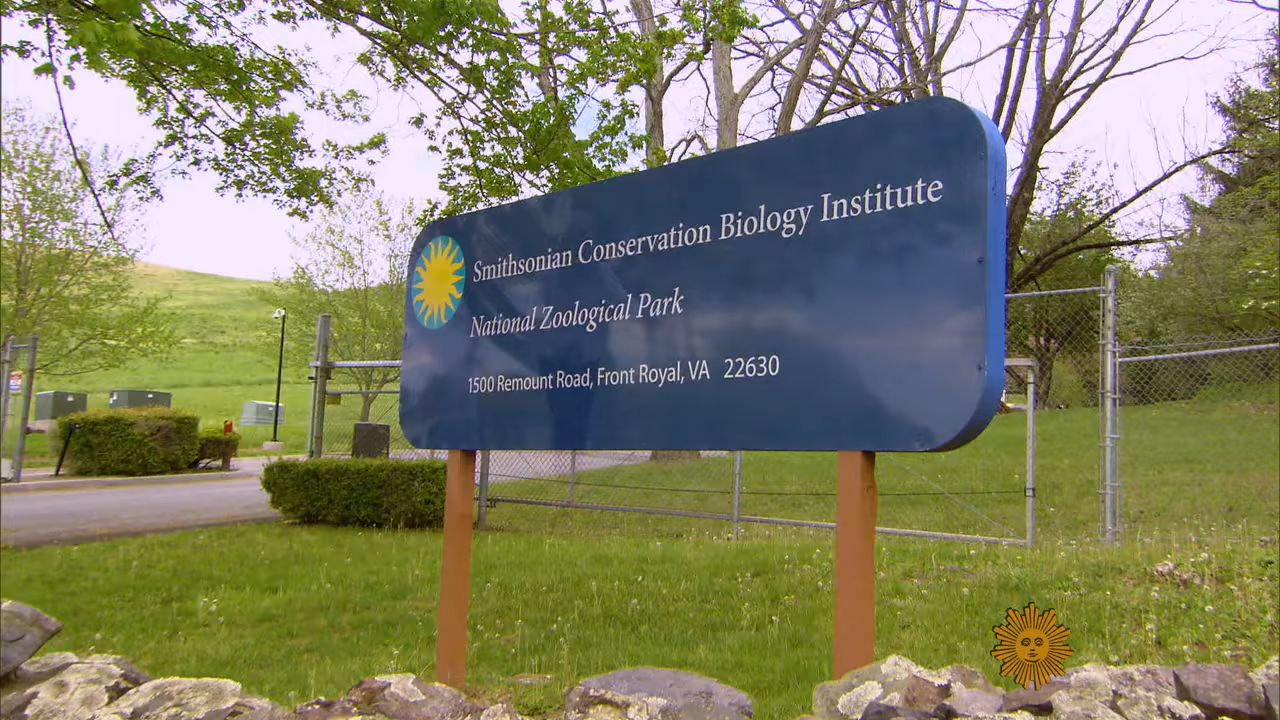 Smithsonian Conservation Biology Institute
National Zoological Park
1500 Remount Road, Front Royal, VA 22630